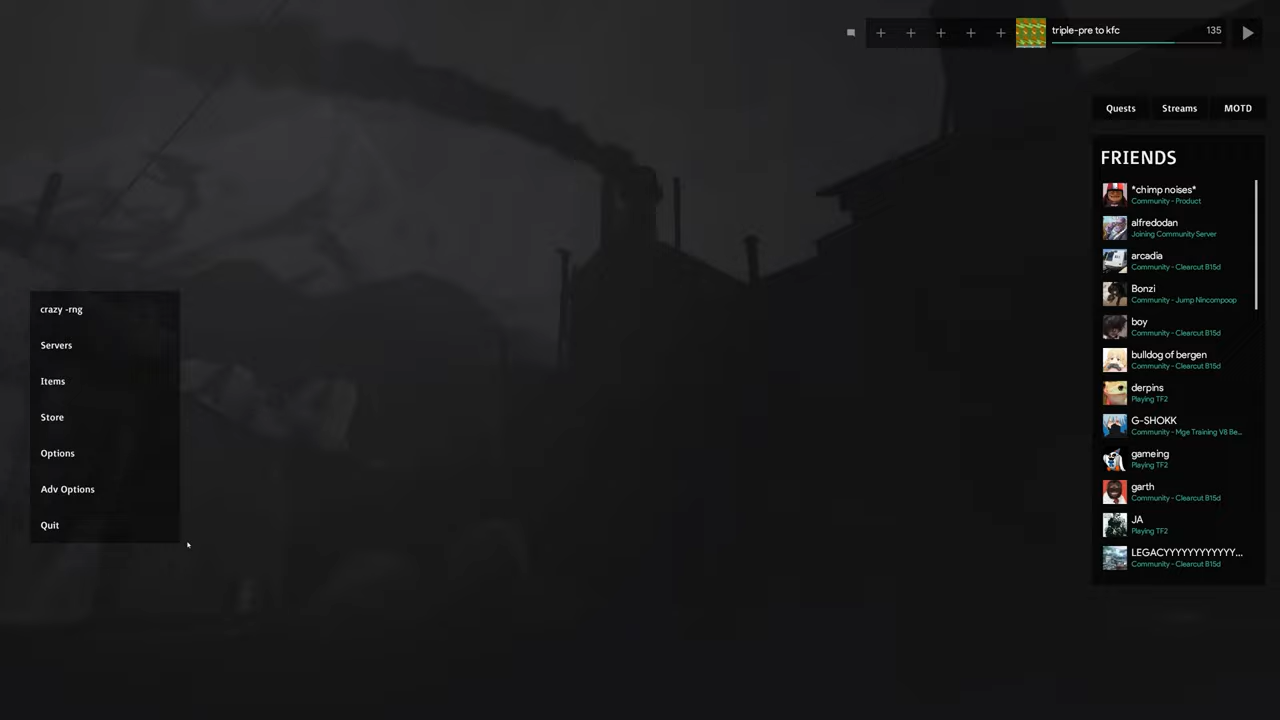 triple-pre to kfc 135
Quests Streams MOTD
FRIENDS
*chimp noises*
Community - Product
alfredodan
Joining Community Server
arcadia
Community - Clearcut B15d
Bonzi
Community - Jump Nincompoop
boy
Community - Clearcut B15d
bulldog of bergen
Community - Clearcut B15d
derpins
Playing TF2
G-SHOKK
Community - Mge Training V8 Be...
gameing
Playing TF2
garth
Community - Clearcut B15d
JA
Playing TF2
LEGACYYYYYYYYYYYY...
Community - Clearcut B15d
crazy -rng
Servers
Items
Store
Options
Adv Options
Quit